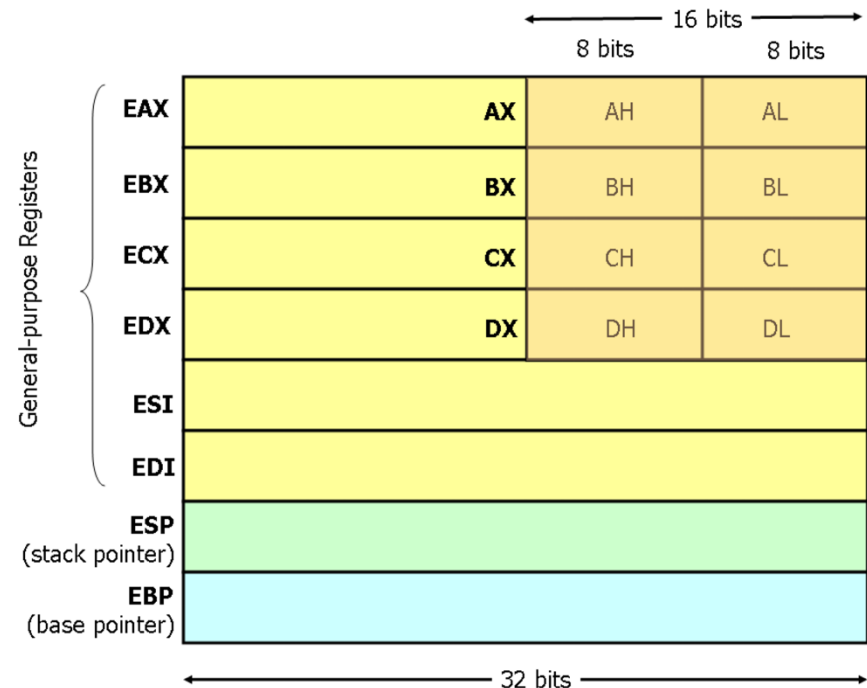 16 bits
8 bits 8 bits
General-purpose Registers
EAX AX AH AL
EBX BX BH BL
ECX CX CH CL
EDX DX DH DL
ESI
EDI
ESP
(stack pointer)
EBP
(base pointer)
32 bits